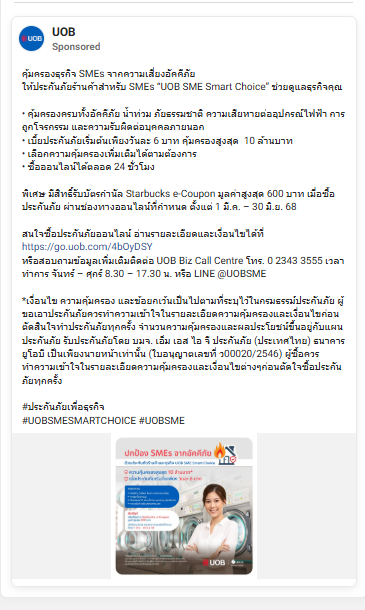 UOB
UOB
Sponsored
คุ้มครองธุรกิจ SMEs จากความเสี่ยงอัคคีภัย
ให้ประกันภัยร้านค้าสำหรับ SMEs “UOB SME Smart Choice” ช่วยดูแลธุรกิจคุณ
• คุ้มครองครบทั้งอัคคีภัย น้ำท่วม ภัยธรรมชาติ ความเสียหายต่ออุปกรณ์ไฟฟ้า การ
ถูกโจรกรรม และความรับผิดต่อบุคคลภายนอก
• เบี้ยประกันภัยเริ่มต้นเพียงวันละ 6 บาท คุ้มครองสูงสุด 10 ล้านบาท
• เลือกความคุ้มครองเพิ่มเติมได้ตามต้องการ
• ซื้อออนไลน์ได้ตลอด 24 ชั่วโมง
พิเศษ มีสิทธิ์รับบัตรกำนัล Starbucks e-Coupon มูลค่าสูงสุด 600 บาท เมื่อซื้อ
ประกันภัย ผ่านช่องทางออนไลน์ที่กำหนด ตั้งแต่ 1 มี.ค. – 30 มิ.ย. 68
สนใจซื้อประกันภัยออนไลน์ อ่านรายละเอียดและเงื่อนไขได้ที่
https://go.uob.com/4bOyDSY
หรือสอบถามข้อมูลเพิ่มเติมติดต่อ UOB Biz Call Centre โทร. 0 2343 3555 เวลา
ทำการ จันทร์ – ศุกร์ 8.30 – 17.30 น. หรือ LINE @UOBSME
*เงื่อนไข ความคุ้มครอง และข้อยกเว้นเป็นไปตามที่ระบุไว้ในกรมธรรม์ประกันภัย ผู้
ขอเอาประกันภัยควรทำความเข้าใจในรายละเอียดความคุ้มครองและเงื่อนไขก่อน
ตัดสินใจทำประกันภัยทุกครั้ง จำนวนความคุ้มครองและผลประโยชน์ขึ้นอยู่กับแผน
ประกันภัย รับประกันภัยโดย บมจ. เอ็ม เอส ไอ จี ประกันภัย (ประเทศไทย) ธนาคาร
ยูโอบี เป็นเพียงนายหน้าเท่านั้น (ใบอนุญาตเลขที่ ว00020/2546) ผู้ซื้อควร
ทำความเข้าใจในรายละเอียดความคุ้มครองและเงื่อนไขต่างๆก่อนตัดใจซื้อประกัน
ภัยทุกครั้ง
#ประกันภัยเพื่อธุรกิจ
#UOBSMESMARTCHOICE #UOBSME
ปกป้อง SMEs จากอัคคีภัย
UOB